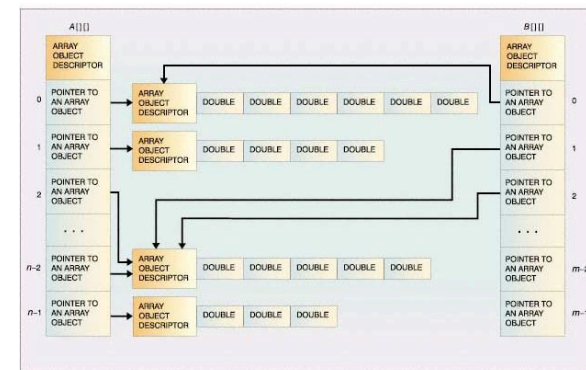 A[ ][ ]
B[ ][ ]
ARRAY
OBJECT
DESCRIPTOR
ARRAY
OBJECT
DESCRIPTOR
0
POINTER TO
AN ARRAY
OBJECT
ARRAY
OBJECT
DESCRIPTOR
DOUBLE DOUBLE DOUBLE DOUBLE DOUBLE DOUBLE
POINTER TO
AN ARRAY
OBJECT
0
1
POINTER TO
AN ARRAY
OBJECT
ARRAY
OBJECT
DESCRIPTOR
DOUBLE DOUBLE DOUBLE DOUBLE
POINTER TO
AN ARRAY
OBJECT
1
2
POINTER TO
AN ARRAY
OBJECT
POINTER TO
AN ARRAY
OBJECT
2
. . .
. . .
n–2
POINTER TO
AN ARRAY
OBJECT
ARRAY
OBJECT
DESCRIPTOR
DOUBLE DOUBLE DOUBLE DOUBLE DOUBLE
POINTER TO
AN ARRAY
OBJECT
n–1
POINTER TO
AN ARRAY
OBJECT
ARRAY
OBJECT
DESCRIPTOR
DOUBLE DOUBLE DOUBLE
POINTER TO
AN ARRAY
OBJECT